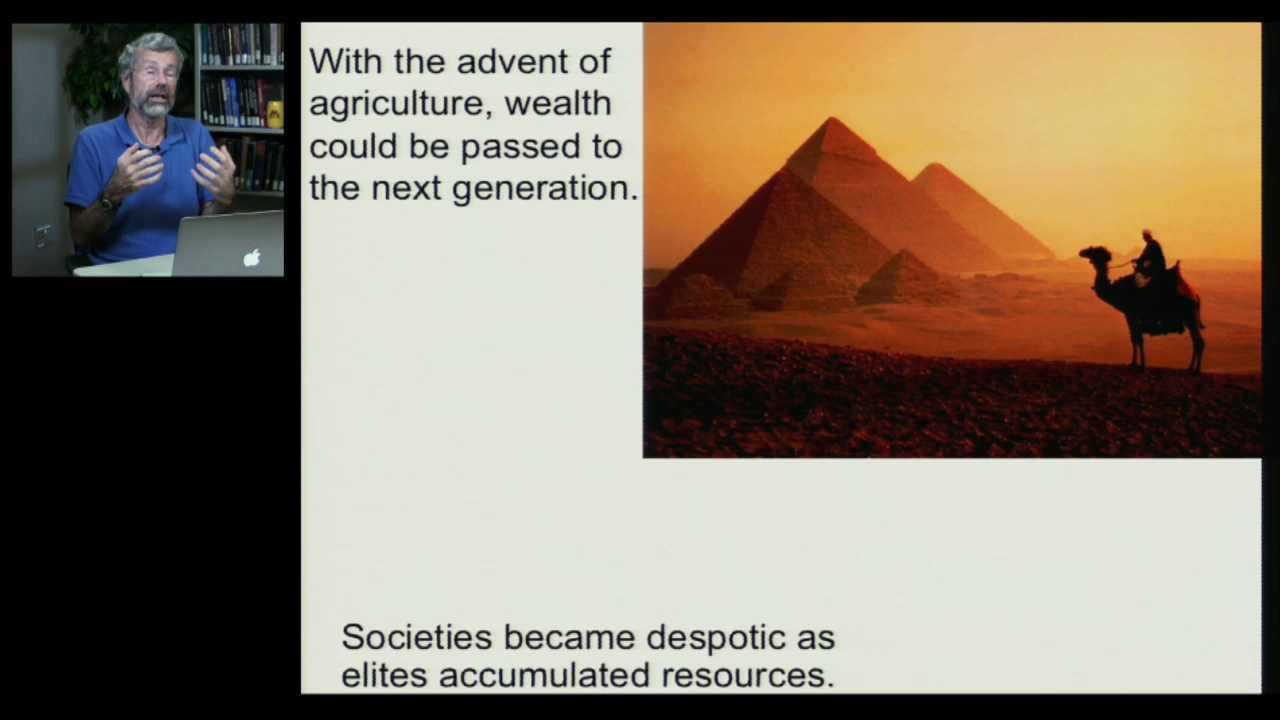 With the advent of
agriculture, wealth
could be passed to
the next generation.
Societies became despotic as
elites accumulated resources.